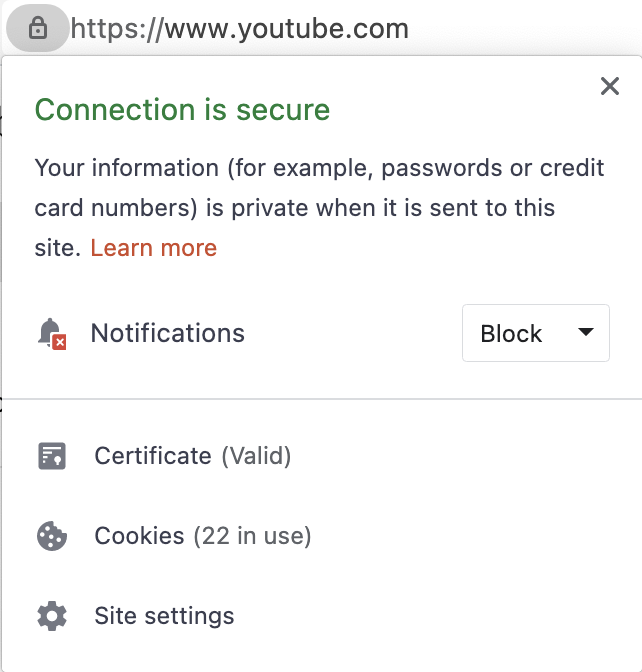 https://www.youtube.com
Connection is secure
Your information (for example, passwords or credit
card numbers) is private when it is sent to this
site. Learn more
Notifications
Block
Certificate (Valid)
Cookies (22 in use)
Site settings